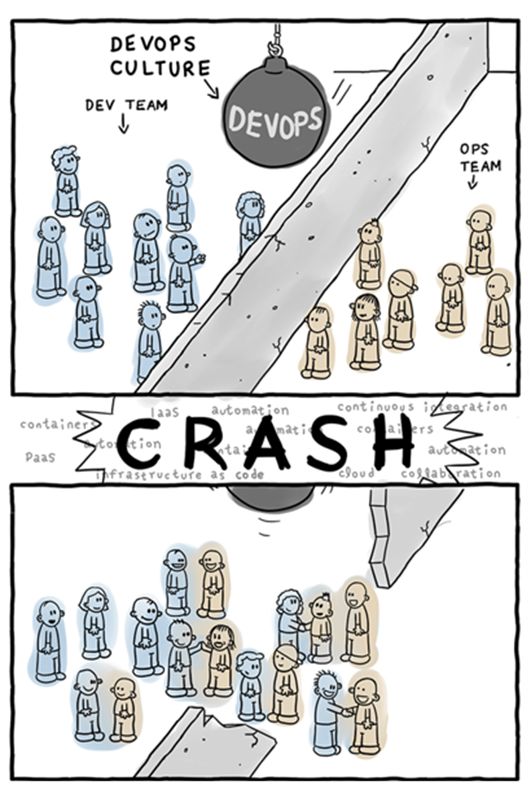 DEVOPS
CULTURE
DEV TEAM
DEVOPS
OPS
TEAM
IaaS automation continuous integration
containers automation containers
CRASH
PaaS automation automation
infrastructure as code cloud collaboration